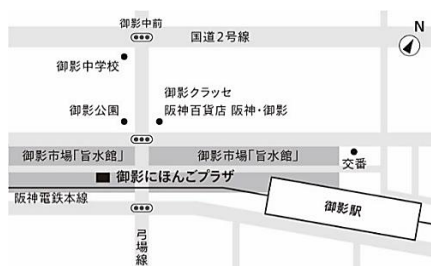 御影中前
国道2号線
N
御影中学校
御影クラッセ
阪神百貨店 阪神・御影
御影公園
御影市場「旨水館」
御影市場「旨水館」
交番
御影にほんごプラザ
阪神電鉄本線
御影駅
弓場線